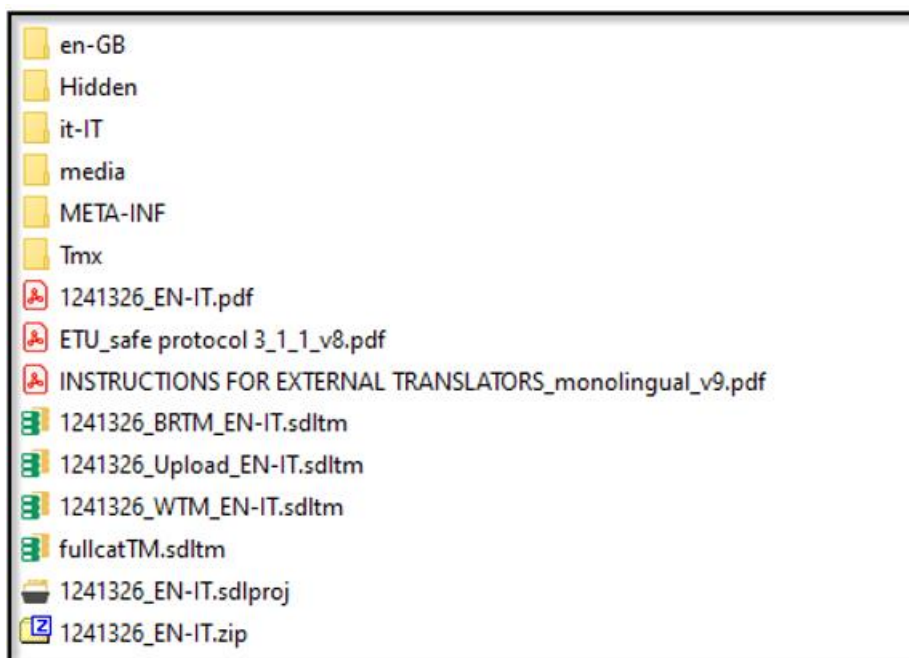 en-GB
Hidden
it-IT
media
META-INF
Tmx
1241326_EN-IT.pdf
ETU_safe protocol 3_1_1_v8.pdf
INSTRUCTIONS FOR EXTERNAL TRANSLATORS_monolingual_v9.pdf
1241326_BRTM_EN-IT.sdltm
1241326_Upload_EN-IT.sdltm
1241326_WTM_EN-IT.sdltm
fullcatTM.sdltm
1241326_EN-IT.sdlproj
1241326_EN-IT.zip